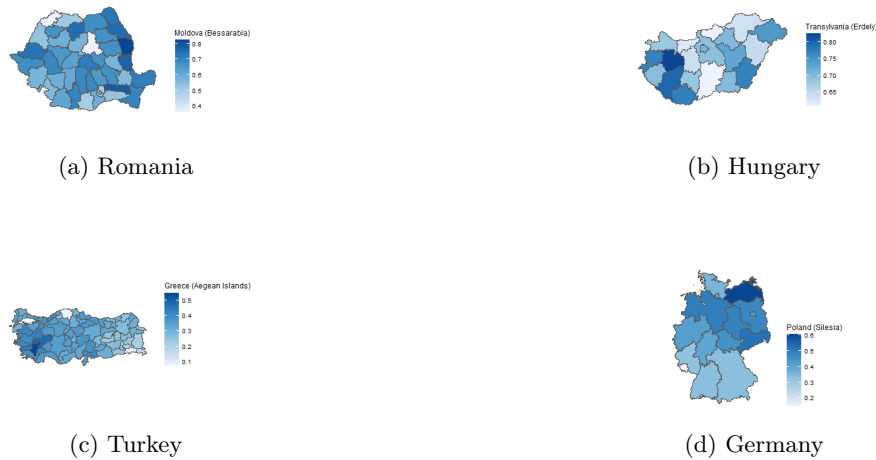 Moldova (Bessarabia)
0.8
0.7
0.6
0.5
0.4
(a) Romania
Transylvania (Erdely)
0.80
0.75
0.70
0.65
(b) Hungary
Greece (Aegean Islands)
0.5
0.4
0.3
0.2
0.1
(c) Turkey
Poland (Silesia)
0.6
0.5
0.4
0.3
0.2
(d) Germany